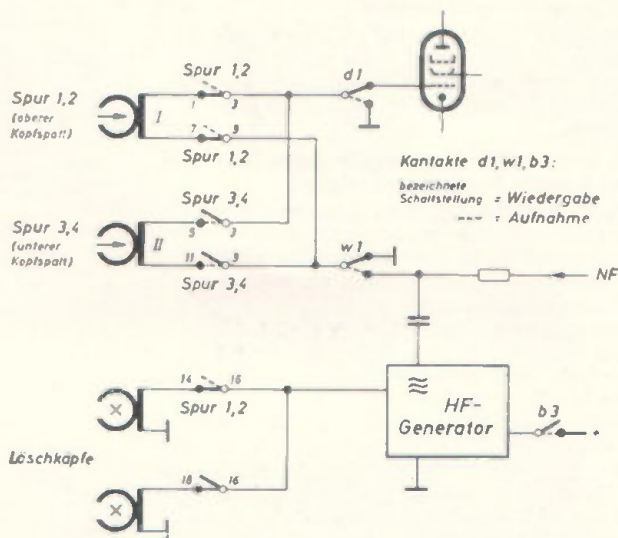 Spur 1,2
d1
Spur 1,2
(oberer
Kopfspalt)
I
1
3
7
9
Spur 1,2
Kontakte d1, w1, b3:
bezeichnete
Schaltstellung = Wiedergabe
= Aufnahme
Spur 3,4
Spur 3,4
(unterer
Kopfspalt)
II
5
3
11
9
Spur 3,4
w1
NF
14
16
Spur 1,2
HF-
Generator
b3
+
Löschköpfe
18
16